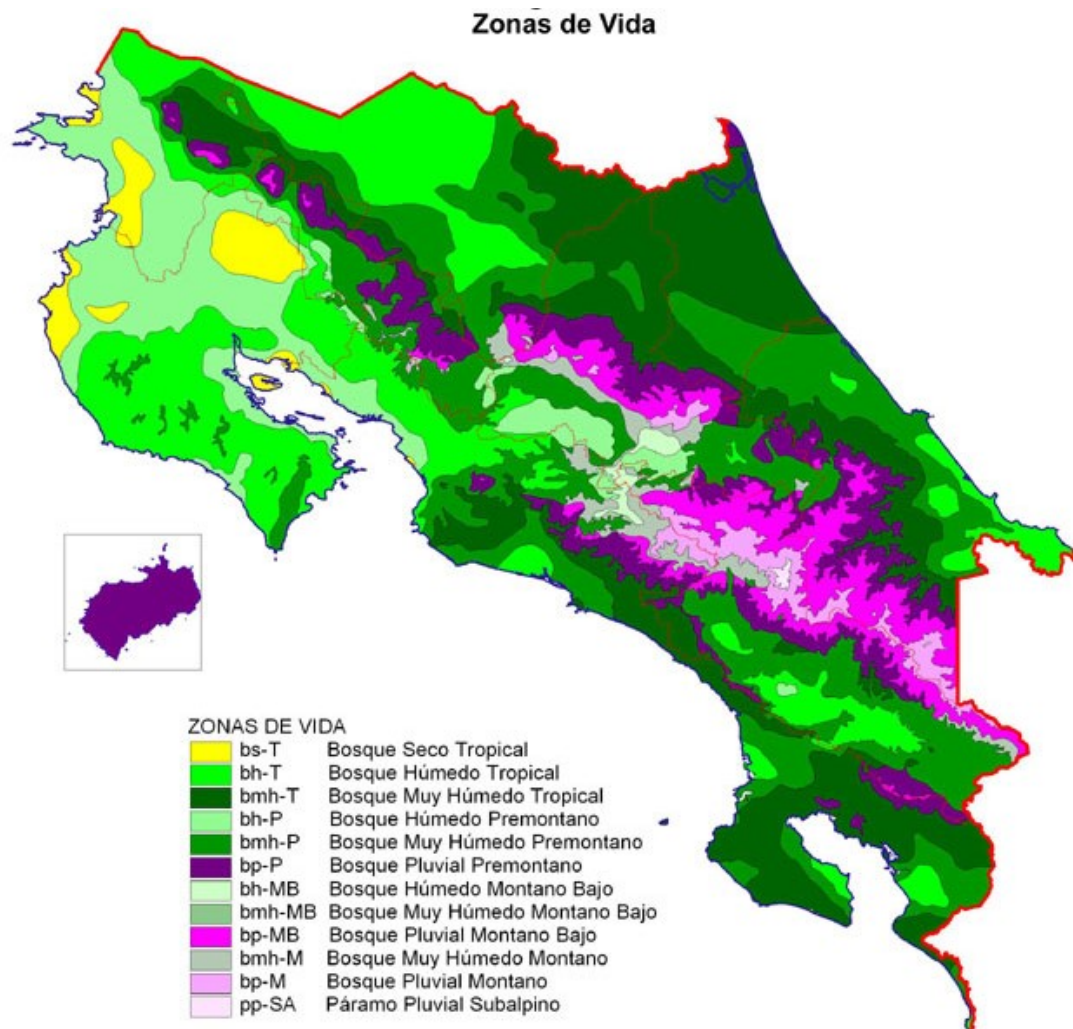 Zonas de Vida
ZONAS DE VIDA
bs-T Bosque Seco Tropical
bh-T Bosque Húmedo Tropical
bmh-T Bosque Muy Húmedo Tropical
bh-P Bosque Húmedo Premontano
bmh-P Bosque Muy Húmedo Premontano
bp-P Bosque Pluvial Premontano
bh-MB Bosque Húmedo Montano Bajo
bmh-MB Bosque Muy Húmedo Montano Bajo
bp-MB Bosque Pluvial Montano Bajo
bmh-M Bosque Muy Húmedo Montano
bp-M Bosque Pluvial Montano
pp-SA Páramo Pluvial Subalpino